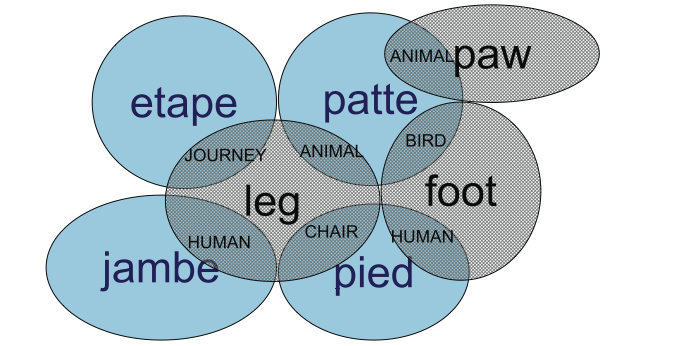 ANIMAL paw
etape
patte
BIRD
JOURNEY
ANIMAL
leg
foot
HUMAN
CHAIR
HUMAN
jambe
pied